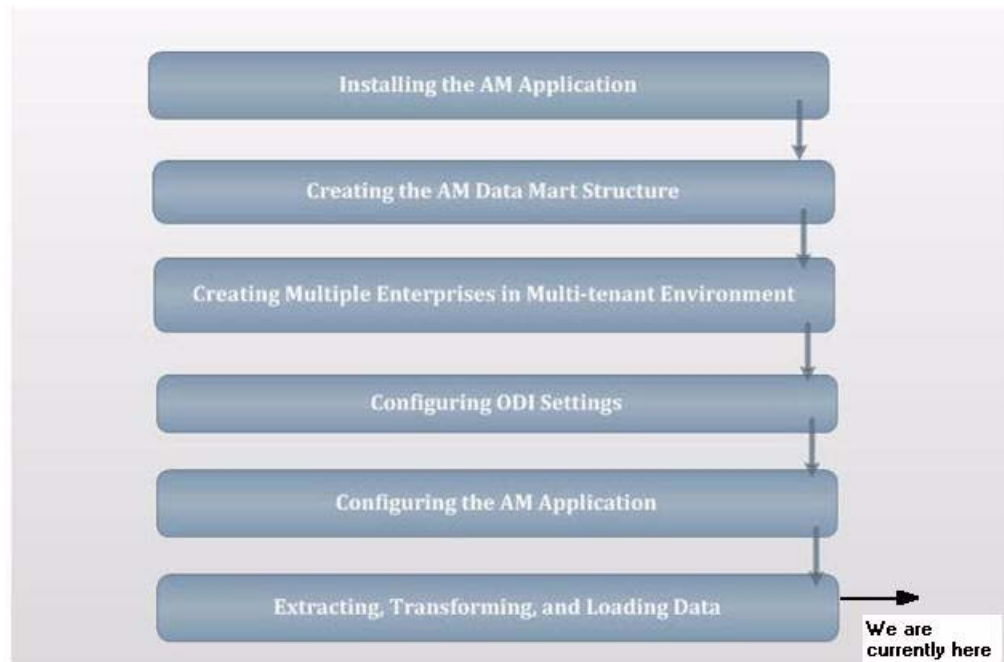 Installing the AM Application
Creating the AM Data Mart Structure
Creating Multiple Enterprises in Multi-tenant Environment
Configuring ODI Settings
Configuring the AM Application
Extracting, Transforming, and Loading Data
We are
currently here